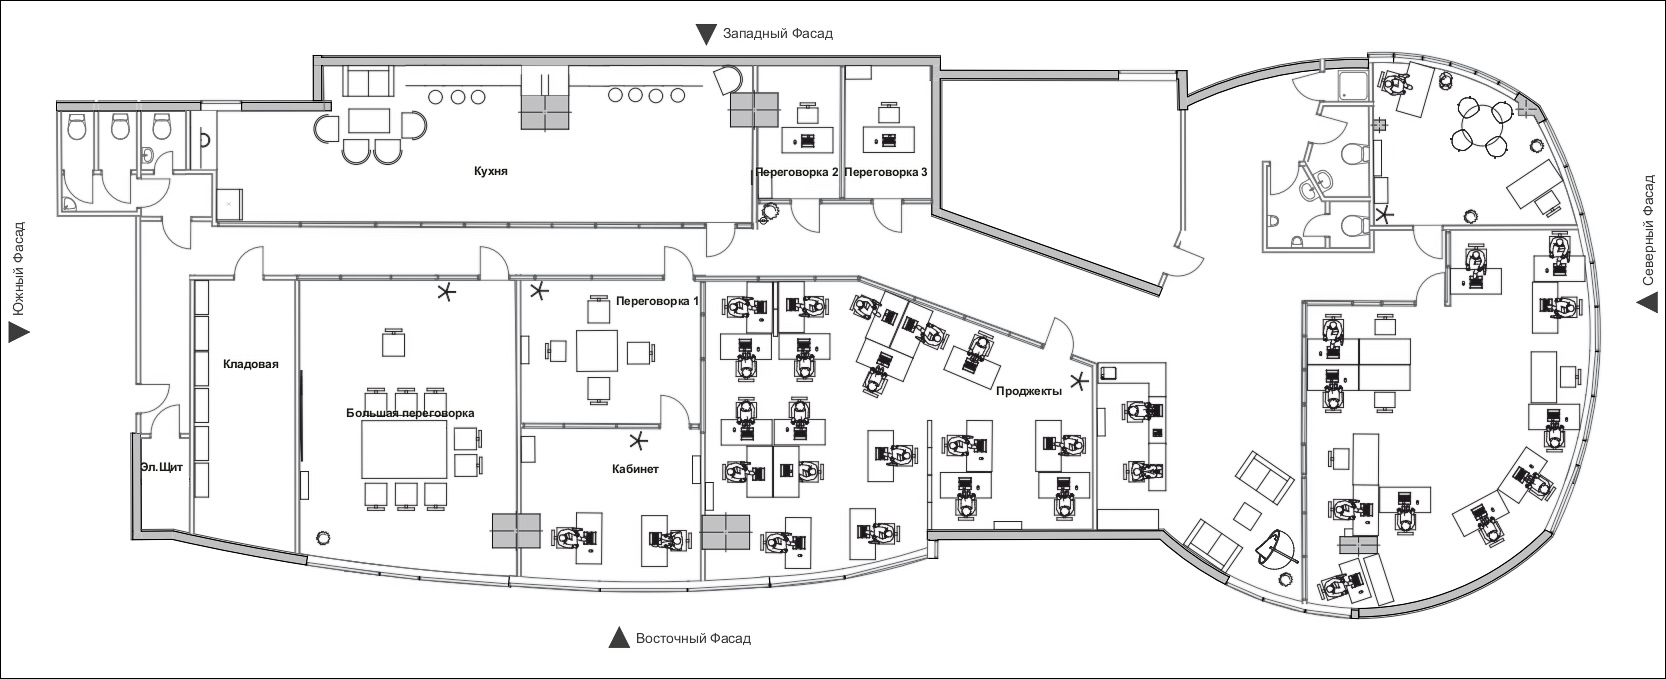 Западный Фасад
Кухня
Переговорка 2
Переговорка 3
Южный Фасад
Северный Фасад
Переговорка 1
Кладовая
Проджекты
Большая переговорка
Эл.Щит
Кабинет
Восточный Фасад